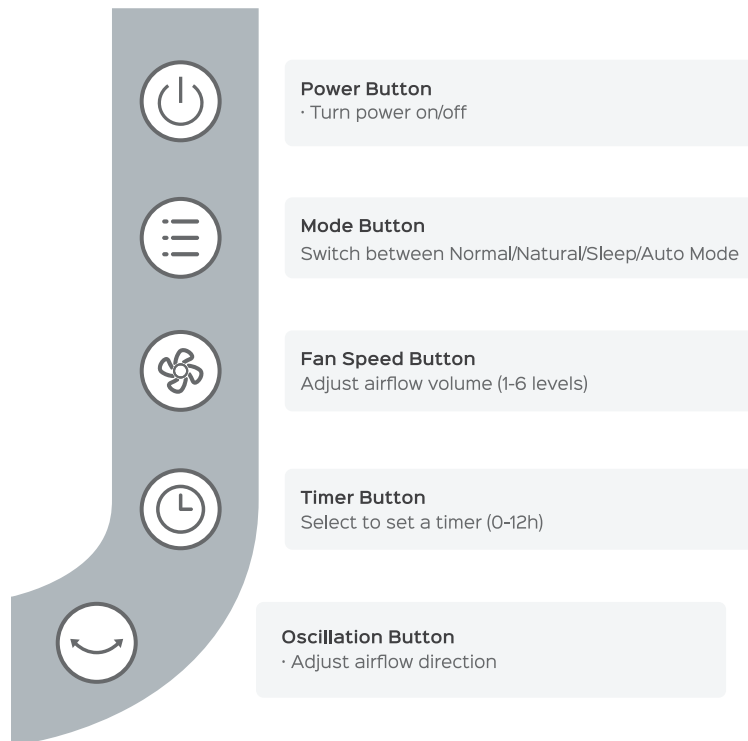 Power Button
· Turn power on/off
Mode Button
Switch between Normal/Natural/Sleep/Auto Mode
Fan Speed Button
Adjust airflow volume (1-6 levels)
Timer Button
Select to set a timer (0-12h)
Oscillation Button
· Adjust airflow direction